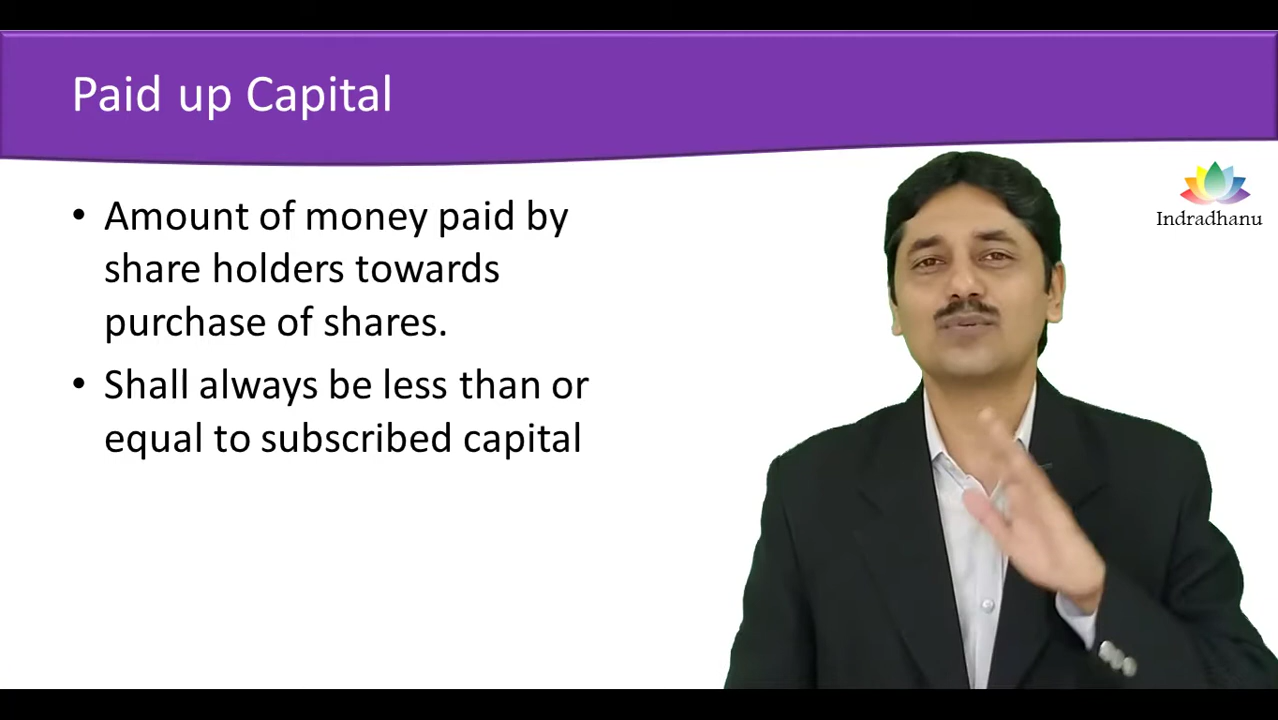 Paid up Capital
• Amount of money paid by
share holders towards
purchase of shares.
• Shall always be less than or
equal to subscribed capital
Indradhanu